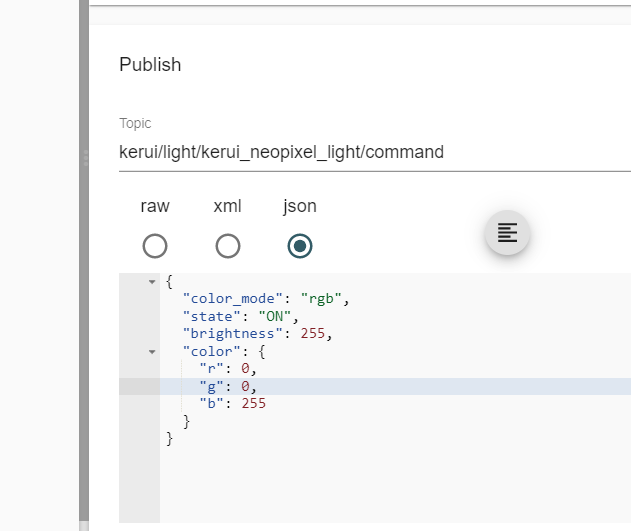 Publish
Topic
kerui/light/kerui_neopixel_light/command
raw xml json
{
"color_mode": "rgb",
"state": "ON",
"brightness": 255,
"color": {
"r": 0,
"g": 0,
"b": 255
}
}